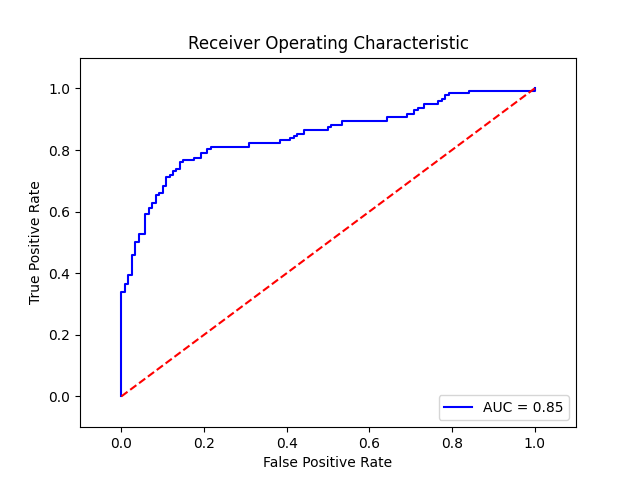 Receiver Operating Characteristic
True Positive Rate
1.0
0.8
0.6
0.4
0.2
0.0
AUC = 0.85
0.0 0.2 0.4 0.6 0.8 1.0
False Positive Rate